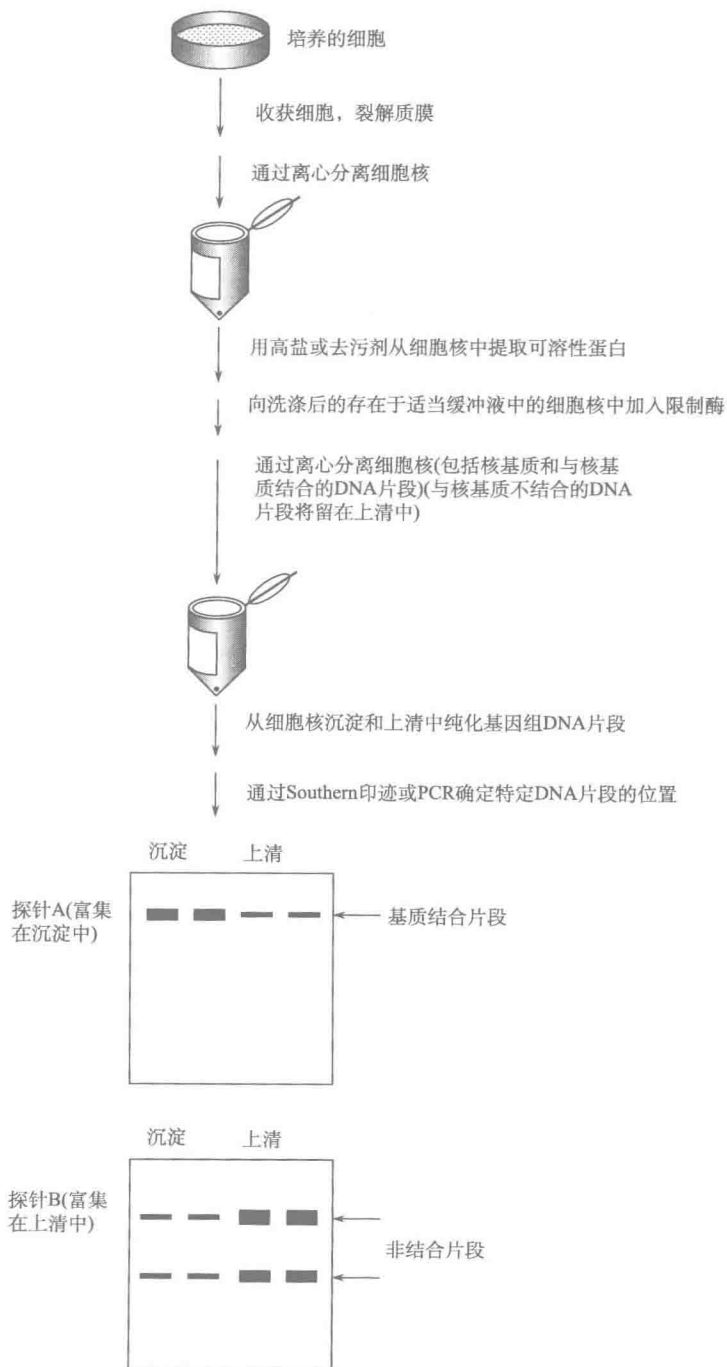 培养的细胞
收获细胞，裂解质膜
通过离心分离细胞核
用高盐或去污剂从细胞核中提取可溶性蛋白
向洗涤后的存在于适当缓冲液中的细胞核中加入限制酶
通过离心分离细胞核(包括核基质和与核基
质结合的DNA片段)(与核基质不结合的DNA
片段将留在上清中)
从细胞核沉淀和上清中纯化基因组DNA片段
通过Southern印迹或PCR确定特定DNA片段的位置
沉淀 上清
探针A(富集
在沉淀中)
基质结合片段
沉淀 上清
探针B(富集
在上清中)
非结合片段